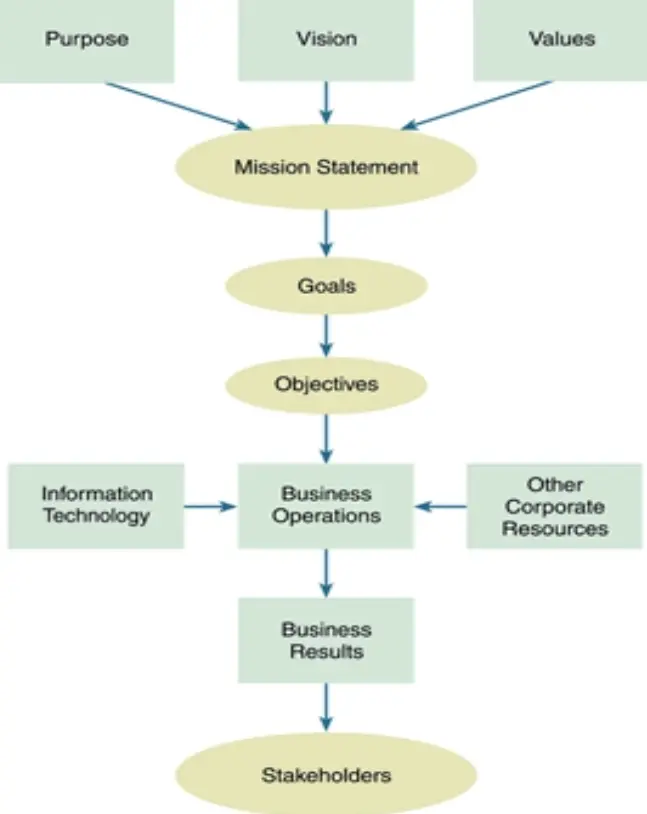 Purpose
Vision
Values
Mission Statement
Goals
Objectives
Information
Technology
Business
Operations
Other
Corporate
Resources
Business
Results
Stakeholders